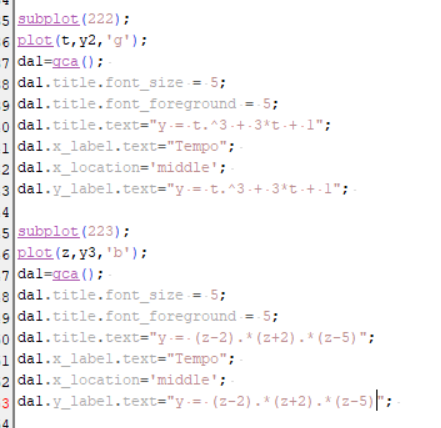 5 subplot(222);
6 plot(t,y2,'g');
7 dal=gca();
8 dal.title.font_size = 5;
9 dal.title.font_foreground = 5;
0 dal.title.text="y = t.^3 + 3*t + 1";
1 dal.x_label.text="Tempo";
2 dal.x_location='middle';
3 dal.y_label.text="y = t.^3 + 3*t + 1";
4
5 subplot(223);
6 plot(z,y3,'b');
7 dal=gca();
8 dal.title.font_size = 5;
9 dal.title.font_foreground = 5;
0 dal.title.text="y = (z-2).*(z+2).*(z-5)";
1 dal.x_label.text="Tempo";
2 dal.x_location='middle';
3 dal.y_label.text="y = (z-2).*(z+2).*(z-5)";
4